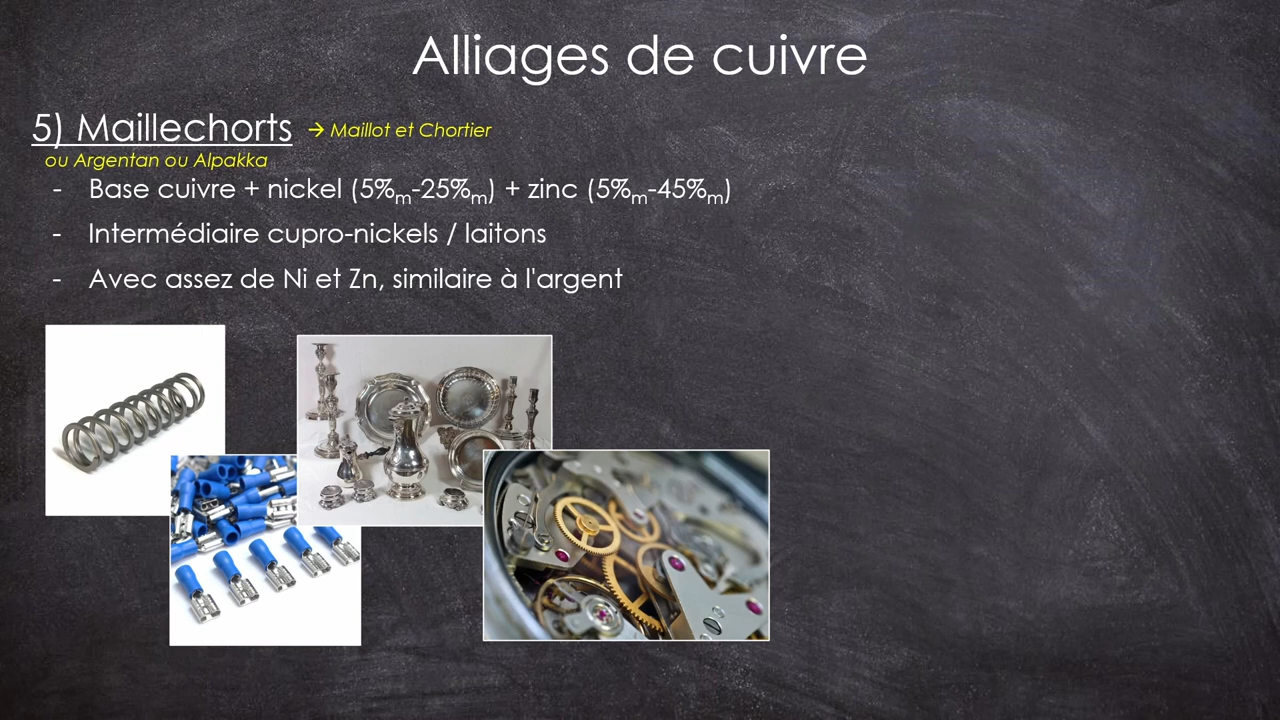 Alliages de cuivre
5) Maillechorts → Maillot et Chortier
ou Argentan ou Alpakka
- Base cuivre + nickel (5%m-25%m) + zinc (5%m-45%m)
- Intermédiaire cupro-nickels / laitons
- Avec assez de Ni et Zn, similaire à l'argent